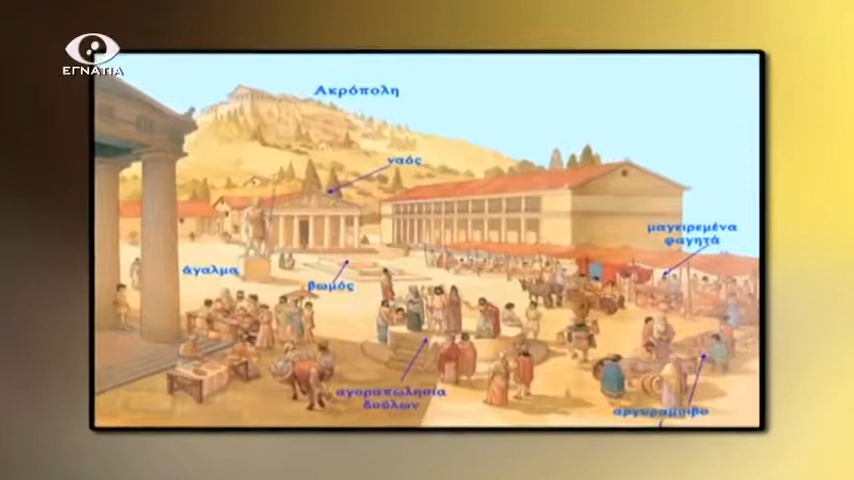 ΕΓΝΑΤΙΑ
Ακρόπολη
ναός
μαγειρεμένα
φαγητά
άγαλμα
βωμός
αγοραπωλησία
δούλων
αργυραμοιβο